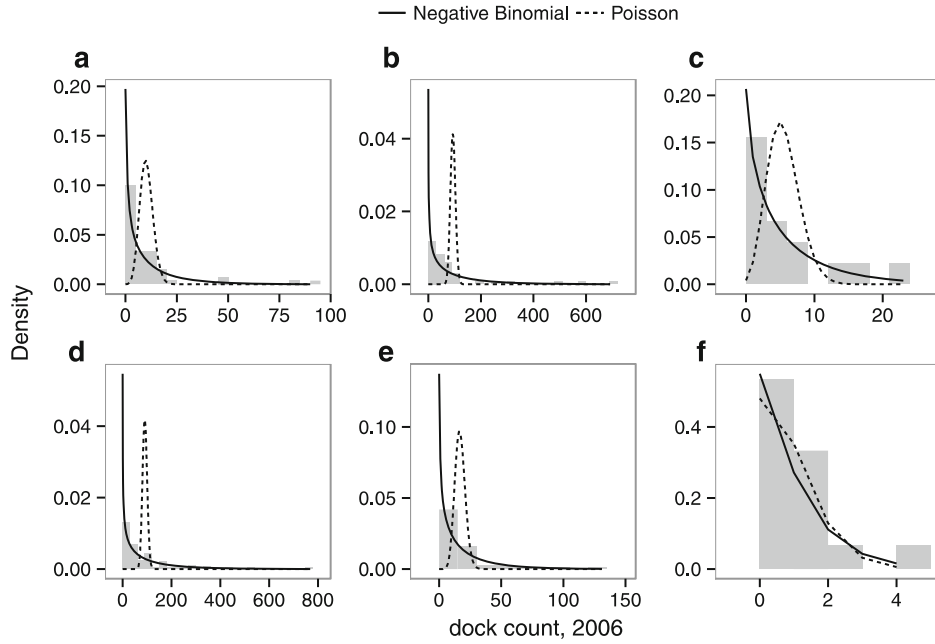 Negative Binomial Poisson
a b c
0.20 0.15 0.10 0.05 0.00
0 25 50 75 100
0.04 0.02 0.00
0 200 400 600
0.20 0.15 0.10 0.05 0.00
0 10 20
Density
d e f
0.04 0.02 0.00
0 200 400 600 800
0.10 0.05 0.00
0 50 100 150
0.4 0.2 0.0
0 2 4
dock count, 2006